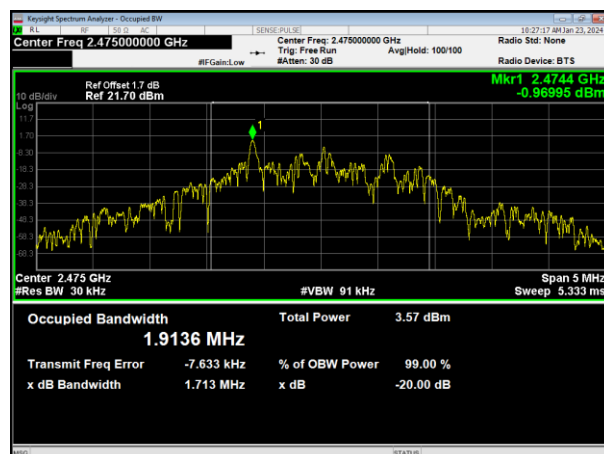 Keysight Spectrum Analyzer - Occupied BW
RL RF 50 Ω AC SENSE:PULSE 10:27:17 AM Jan 23, 2024
Center Freq 2.475000000 GHz Center Freq: 2.475000000 GHz Radio Std: None
Trig: Free Run Avg|Hold: 100/100
#IFGain:Low #Atten: 30 dB Radio Device: BTS
Ref Offset 1.7 dB Mkr1 2.4744 GHz
10 dB/div Ref 21.70 dBm -0.96995 dBm
Log
11.7
1
1.70
-8.30
-18.3
-28.3
-38.3
-48.3
-58.3
-68.3
Center 2.475 GHz Span 5 MHz
#Res BW 30 kHz #VBW 91 kHz Sweep 5.333 ms
Occupied Bandwidth Total Power 3.57 dBm
1.9136 MHz
Transmit Freq Error -7.633 kHz % of OBW Power 99.00 %
x dB Bandwidth 1.713 MHz x dB -20.00 dB
MSG STATUS